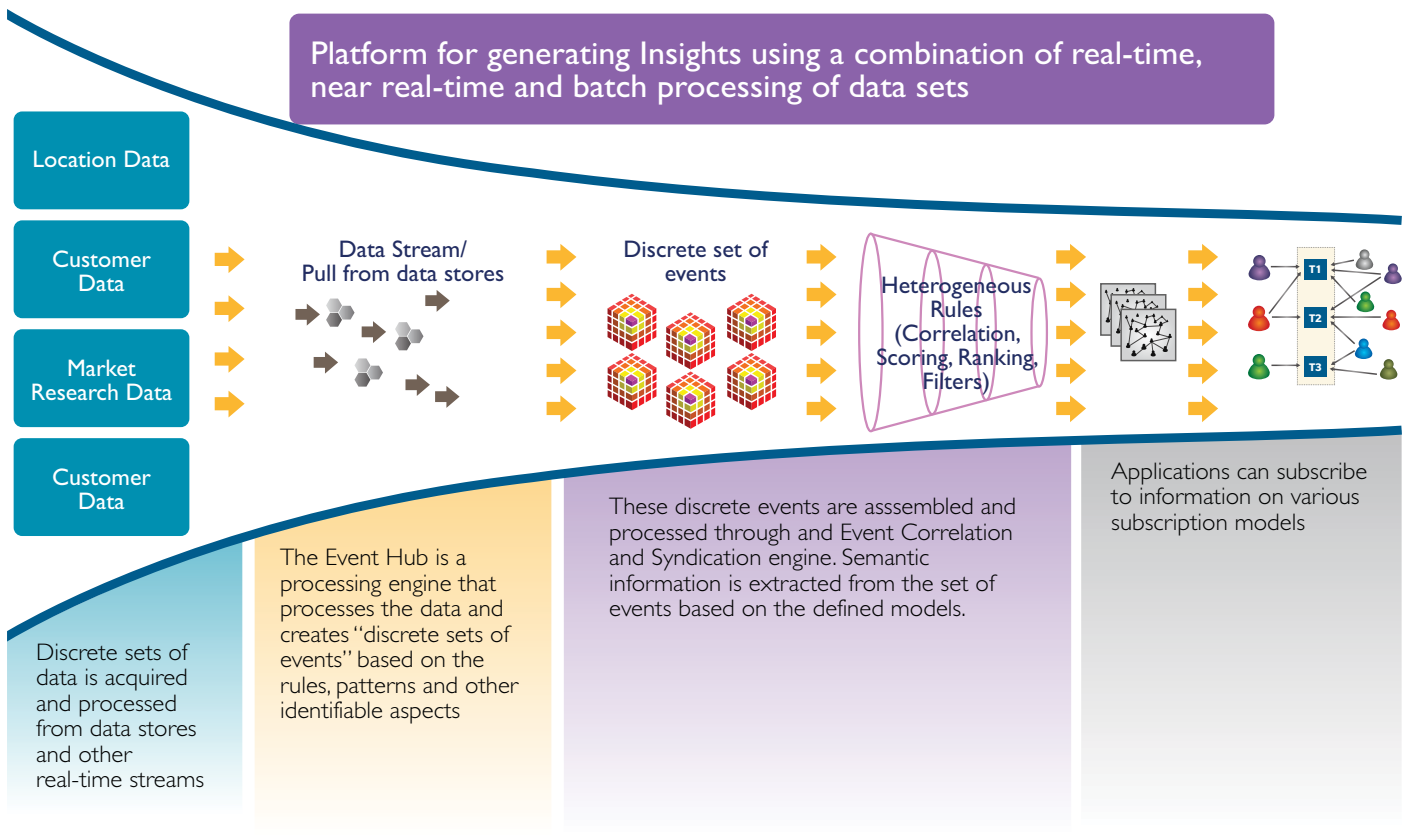 Platform for generating Insights using a combination of real-time,
near real-time and batch processing of data sets
Location Data
Customer
Data
Market
Research Data
Customer
Data
Data Stream/
Pull from data stores
Discrete set of
events
Heterogeneous
Rules
(Correlation,
Scoring, Ranking,
Filters)
T1
T2
T3
Discrete sets of
data is acquired
and processed
from data stores
and other
real-time streams
The Event Hub is a
processing engine that
processes the data and
creates “discrete sets of
events” based on the
rules, patterns and other
identifiable aspects
These discrete events are asssembled and
processed through and Event Correlation
and Syndication engine. Semantic
information is extracted from the set of
events based on the defined models.
Applications can subscribe
to information on various
subscription models